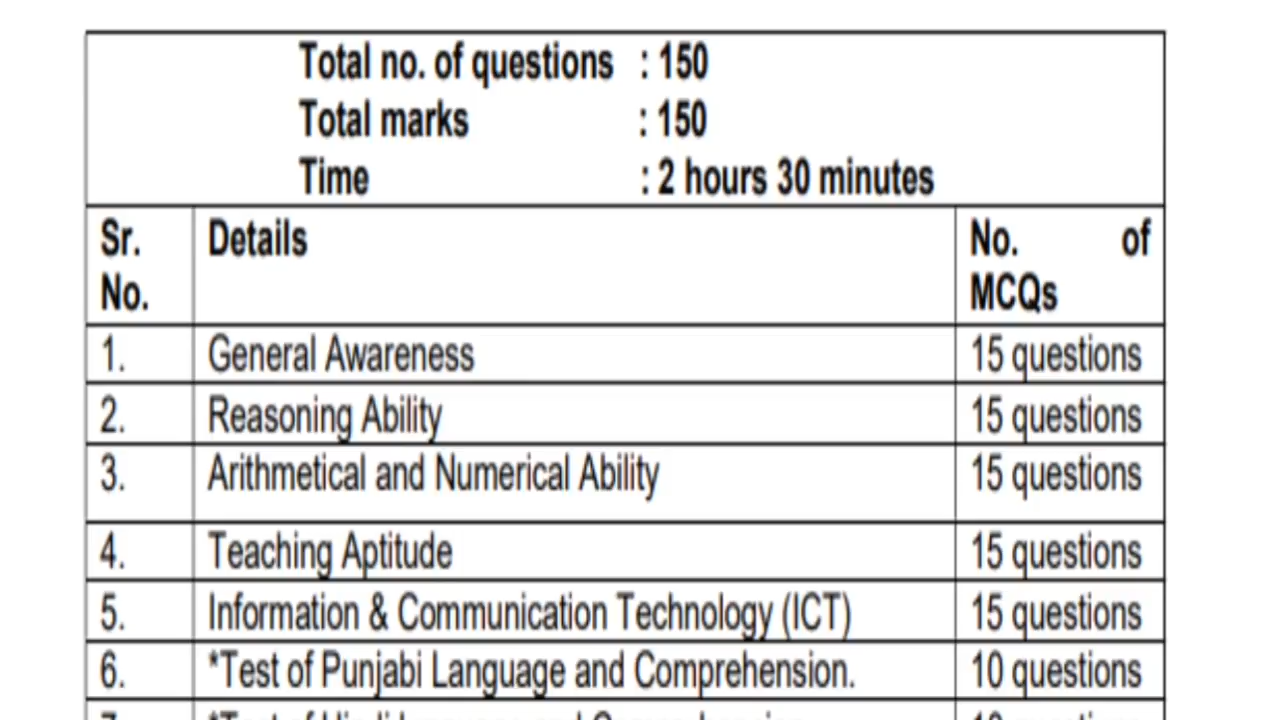 Total no. of questions : 150
Total marks : 150
Time : 2 hours 30 minutes
Sr. No. Details No. of MCQs
1. General Awareness 15 questions
2. Reasoning Ability 15 questions
3. Arithmetical and Numerical Ability 15 questions
4. Teaching Aptitude 15 questions
5. Information & Communication Technology (ICT) 15 questions
6. *Test of Punjabi Language and Comprehension. 10 questions